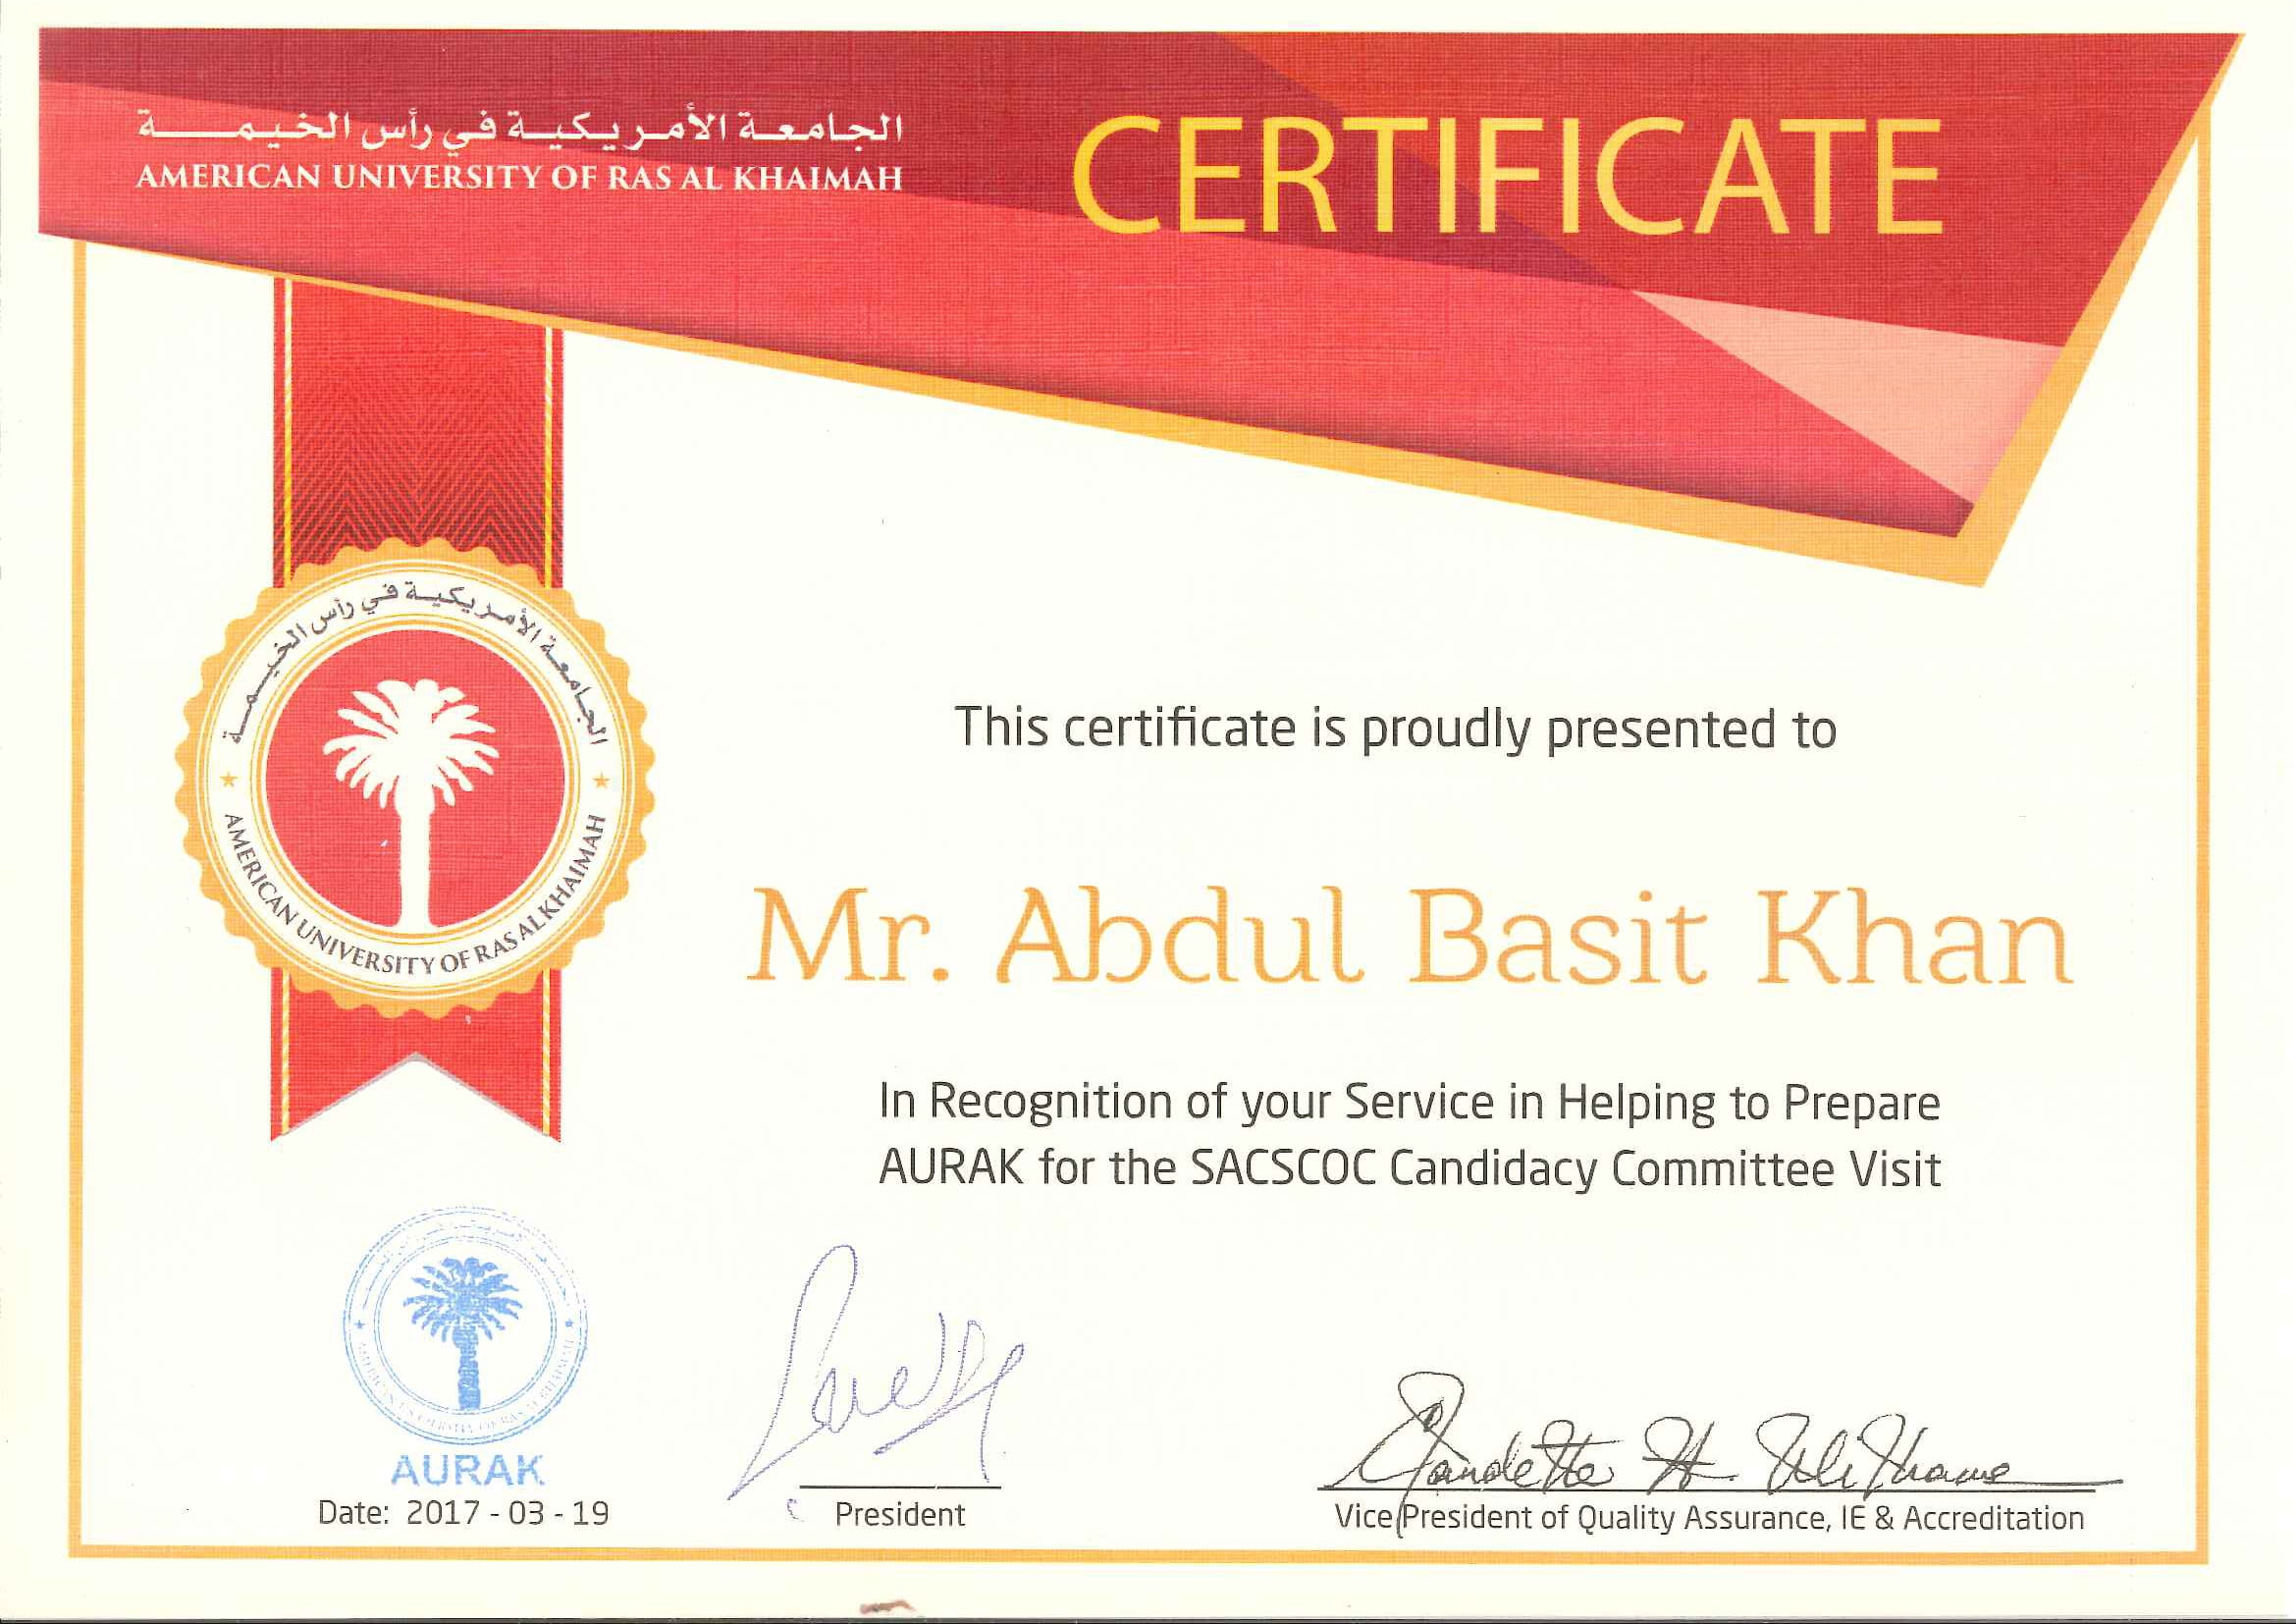 الجامعة الأمريكية في رأس الخيمة
AMERICAN UNIVERSITY OF RAS AL KHAIMAH
CERTIFICATE
الجامعة الأمريكية في رأس الخيمة
AMERICAN UNIVERSITY OF RAS AL KHAIMAH
This certificate is proudly presented to
Mr. Abdul Basit Khan
In Recognition of your Service in Helping to Prepare
AURAK for the SACSCOC Candidacy Committee Visit
AURAK
Date: 2017 - 03 - 19
President
Vice President of Quality Assurance, IE & Accreditation